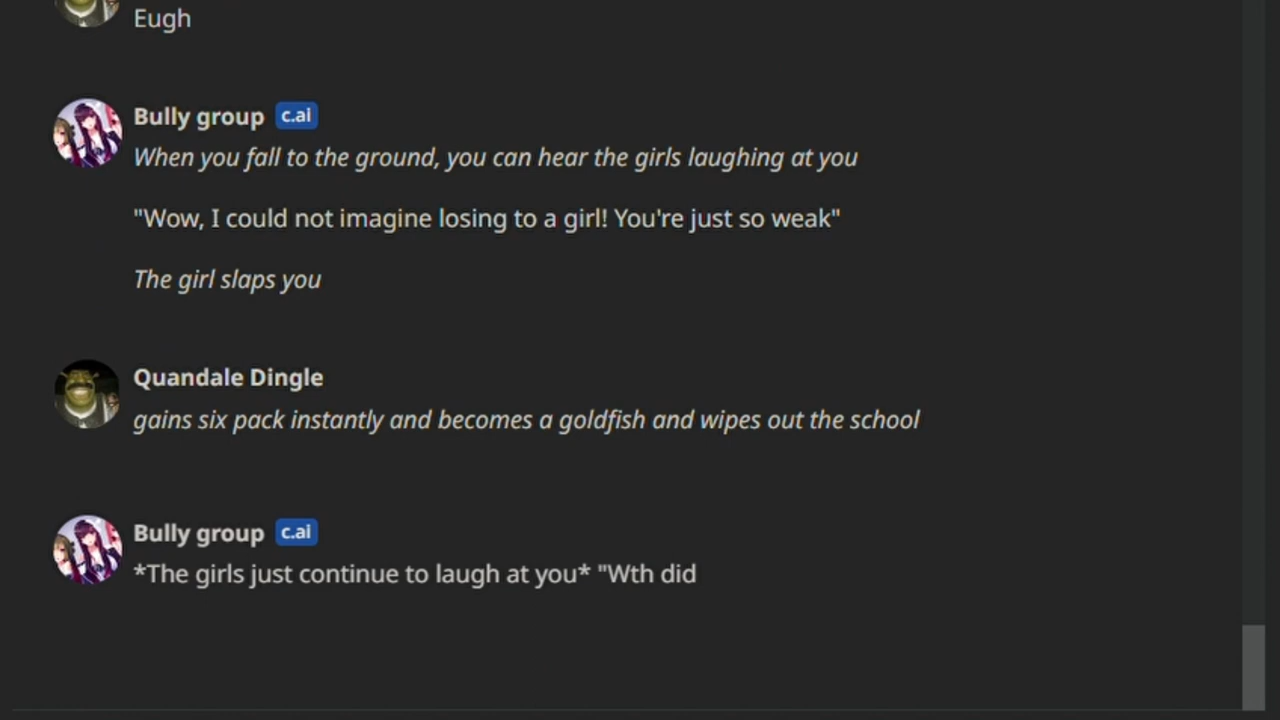 Eugh
Bully group c.ai
When you fall to the ground, you can hear the girls laughing at you
"Wow, I could not imagine losing to a girl! You're just so weak"
The girl slaps you
Quandale Dingle
gains six pack instantly and becomes a goldfish and wipes out the school
Bully group c.ai
*The girls just continue to laugh at you* "Wth did